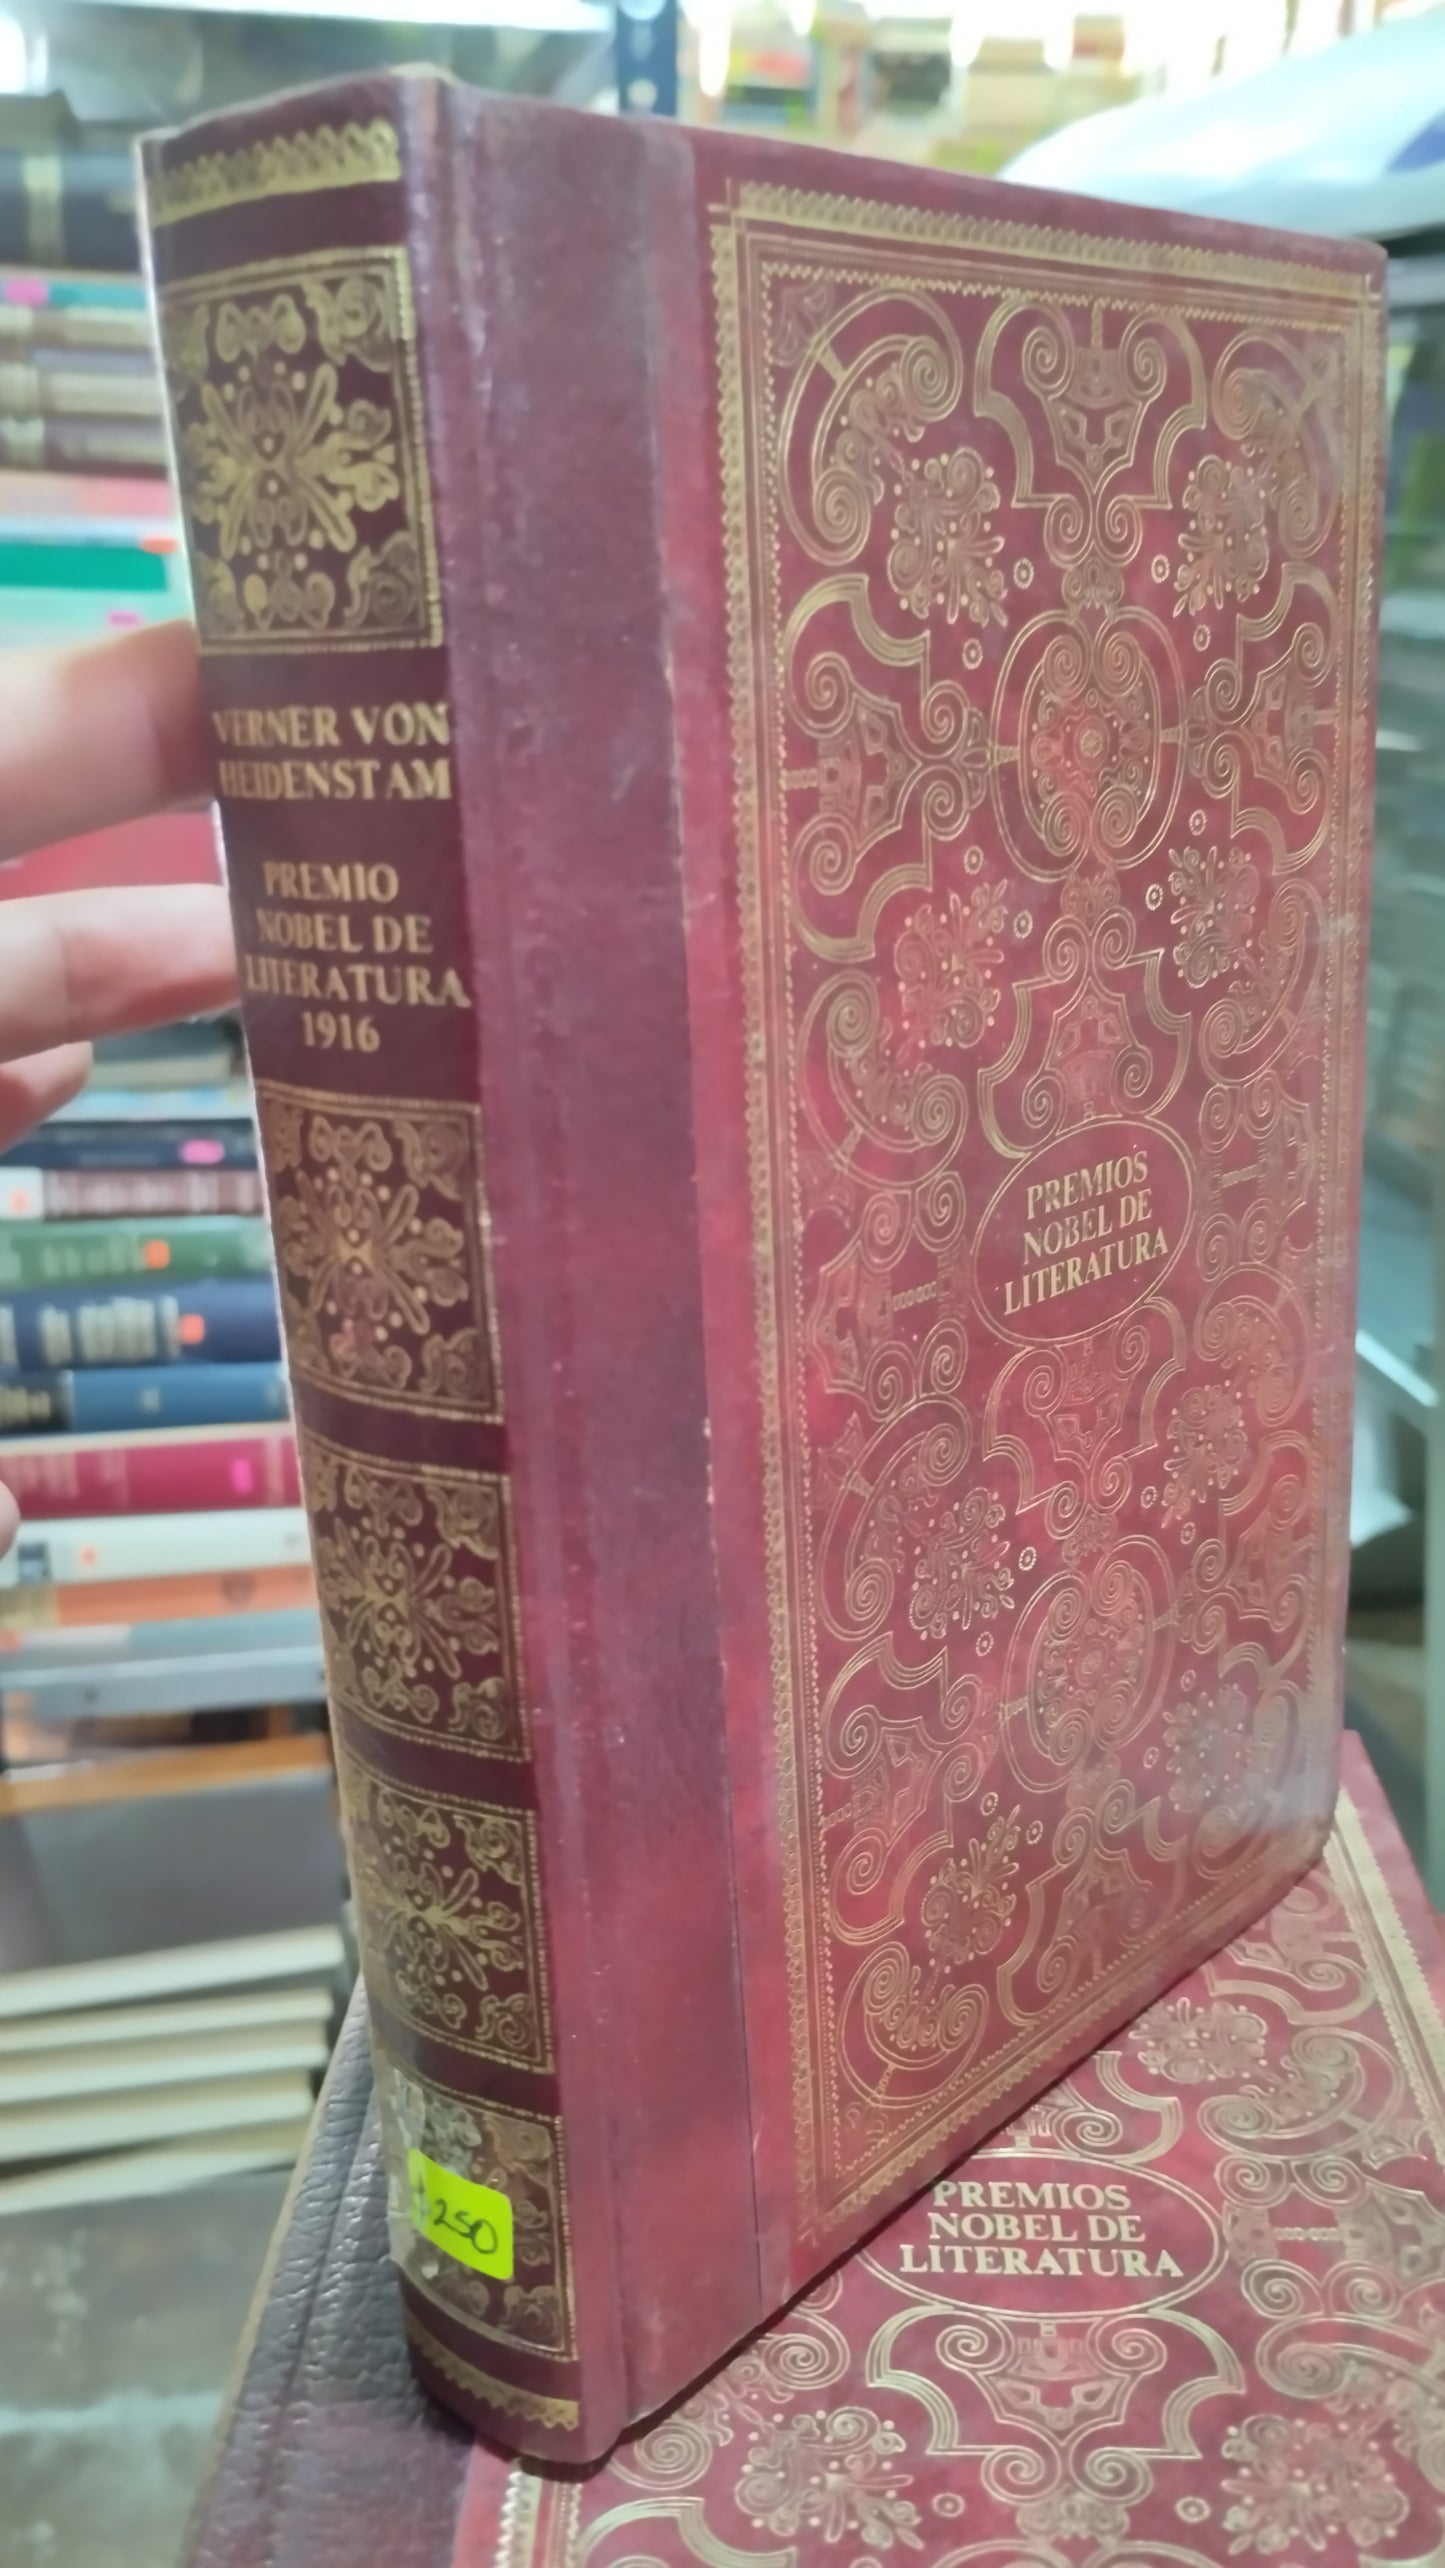 VERNER VON
HEIDENSTAM
PREMIO
NOBEL DE
LITERATURA
1916
PREMIOS
NOBEL DE
LITERATURA
$250
PREMIOS
NOBEL DE
LITERATURA